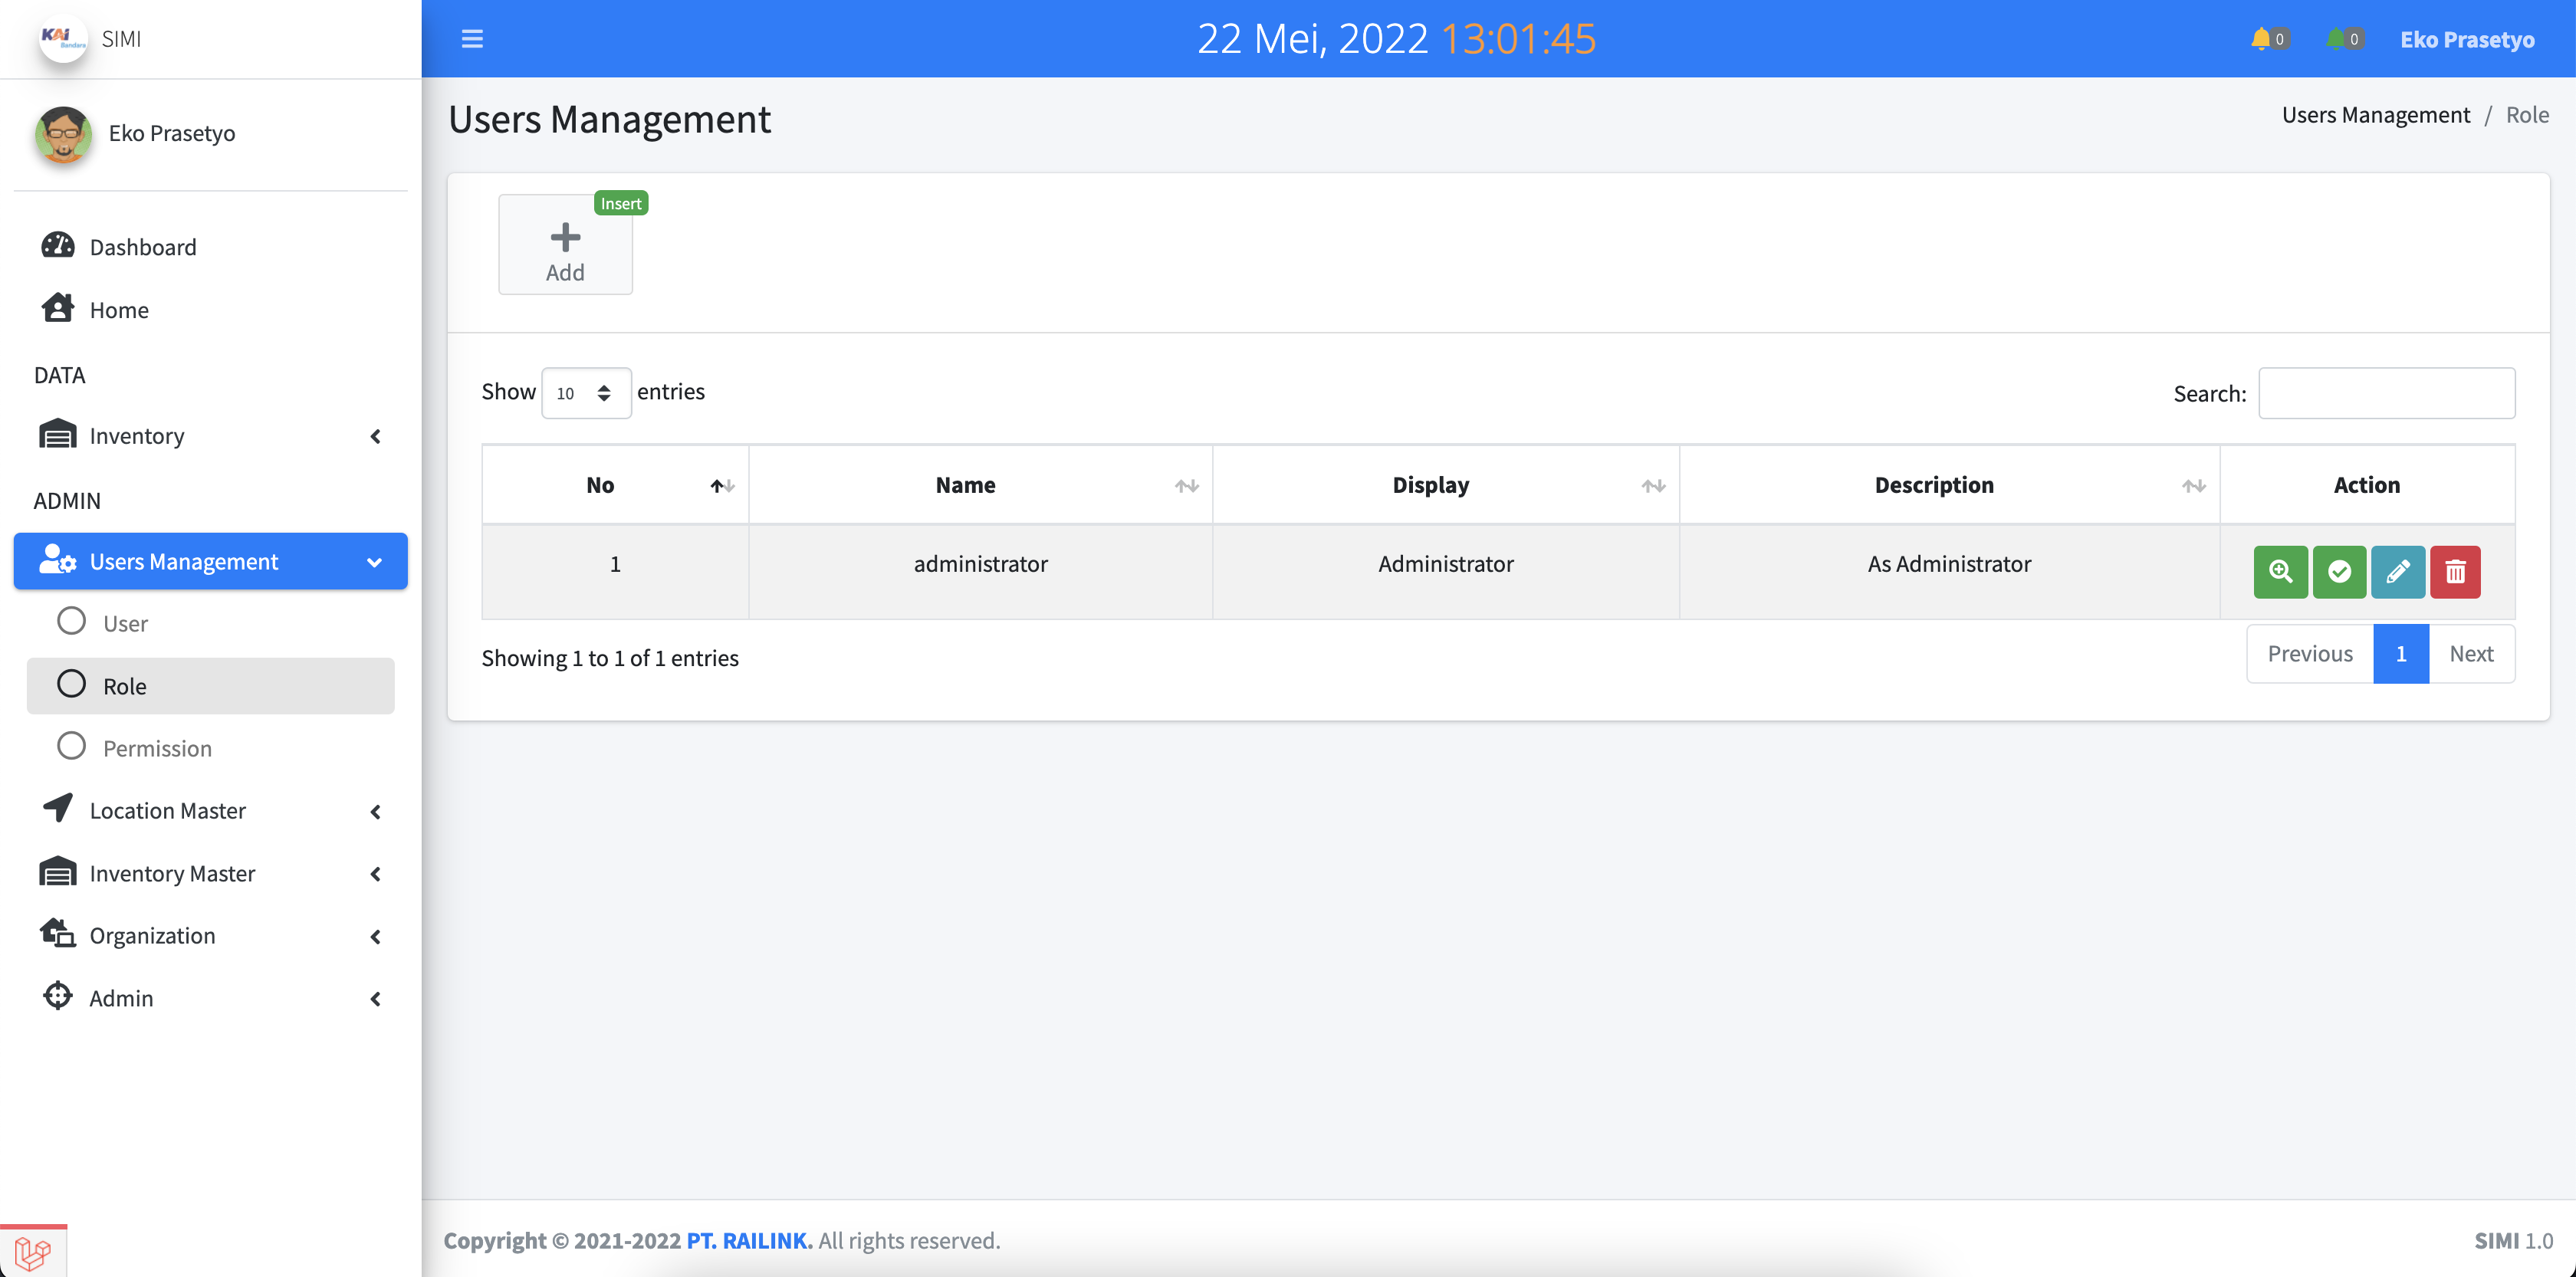 KAI Bandara SIMI
22 Mei, 2022 13:01:45
0
0
Eko Prasetyo
Eko Prasetyo
Dashboard
Home
DATA
Inventory
ADMIN
Users Management
User
Role
Permission
Location Master
Inventory Master
Organization
Admin
Users Management
Users Management / Role
Insert
Add
Show 10 entries
Search:
No Name Display Description Action
1 administrator Administrator As Administrator
Showing 1 to 1 of 1 entries
Previous 1 Next
Copyright © 2021-2022 PT. RAILINK. All rights reserved.
SIMI 1.0